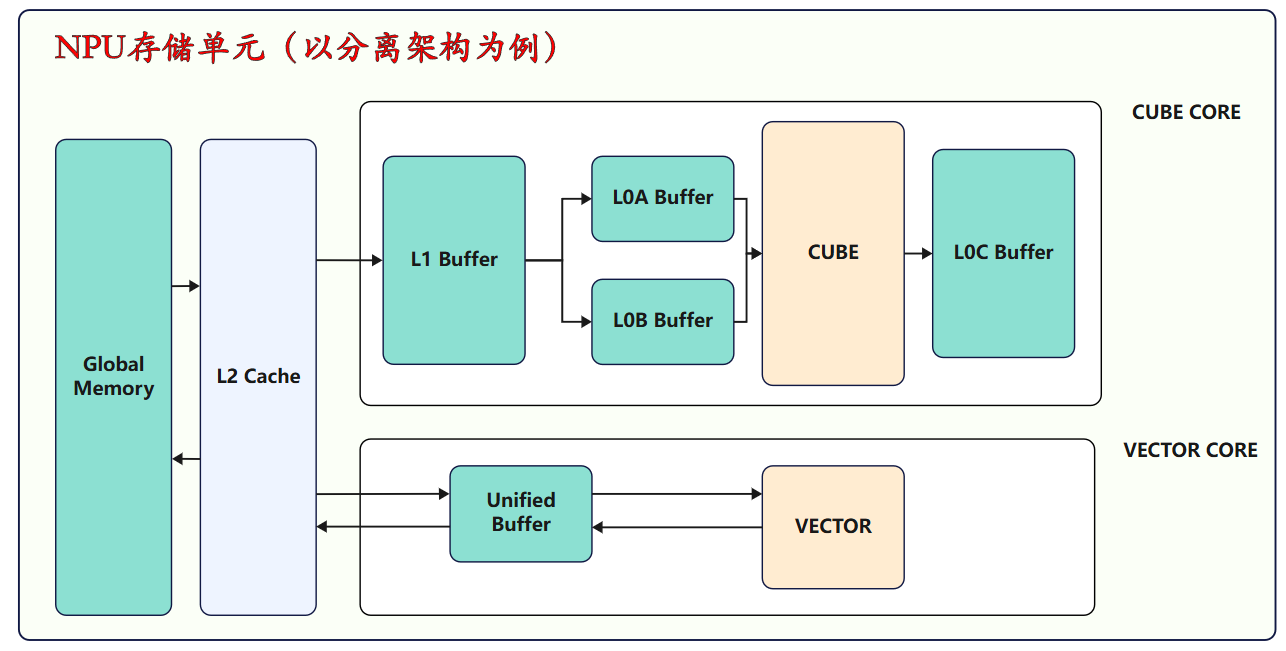 NPU存储单元（以分离架构为例）
CUBE CORE
L1 Buffer
L0A Buffer
L0B Buffer
CUBE
L0C Buffer
Global
Memory
L2 Cache
VECTOR CORE
Unified
Buffer
VECTOR